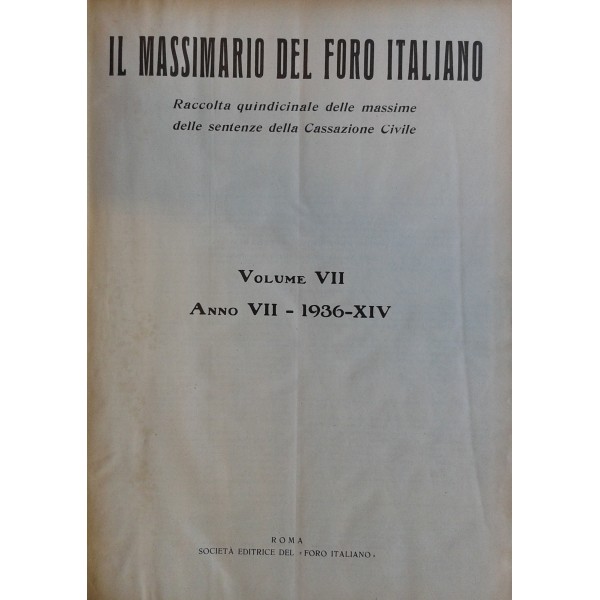 IL MASSIMARIO DEL FORO ITALIANO
Raccolta quindicinale delle massime
delle sentenze della Cassazione Civile
VOLUME VII
ANNO VII - 1936-XIV
ROMA
SOCIETÀ EDITRICE DEL «FORO ITALIANO»